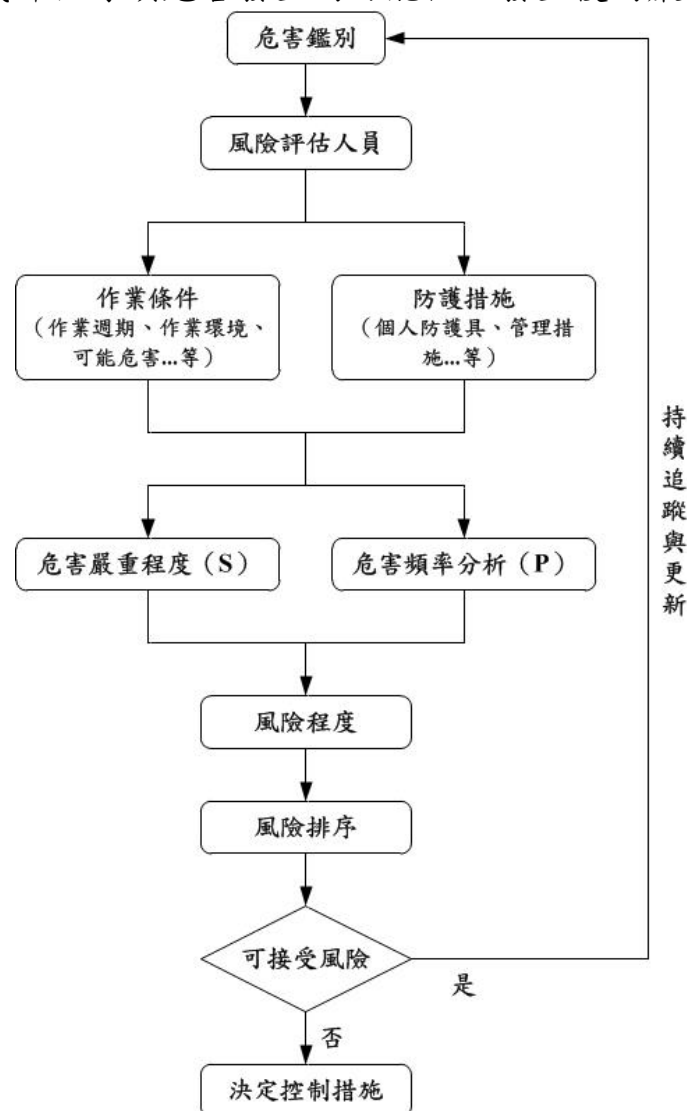 危害鑑別
風險評估人員
作業條件
（作業週期、作業環境、
可能危害...等）
防護措施
（個人防護具、管理措
施...等）
危害嚴重程度（S）
危害頻率分析（P）
風險程度
風險排序
可接受風險
是
否
決定控制措施
持續追蹤與更新